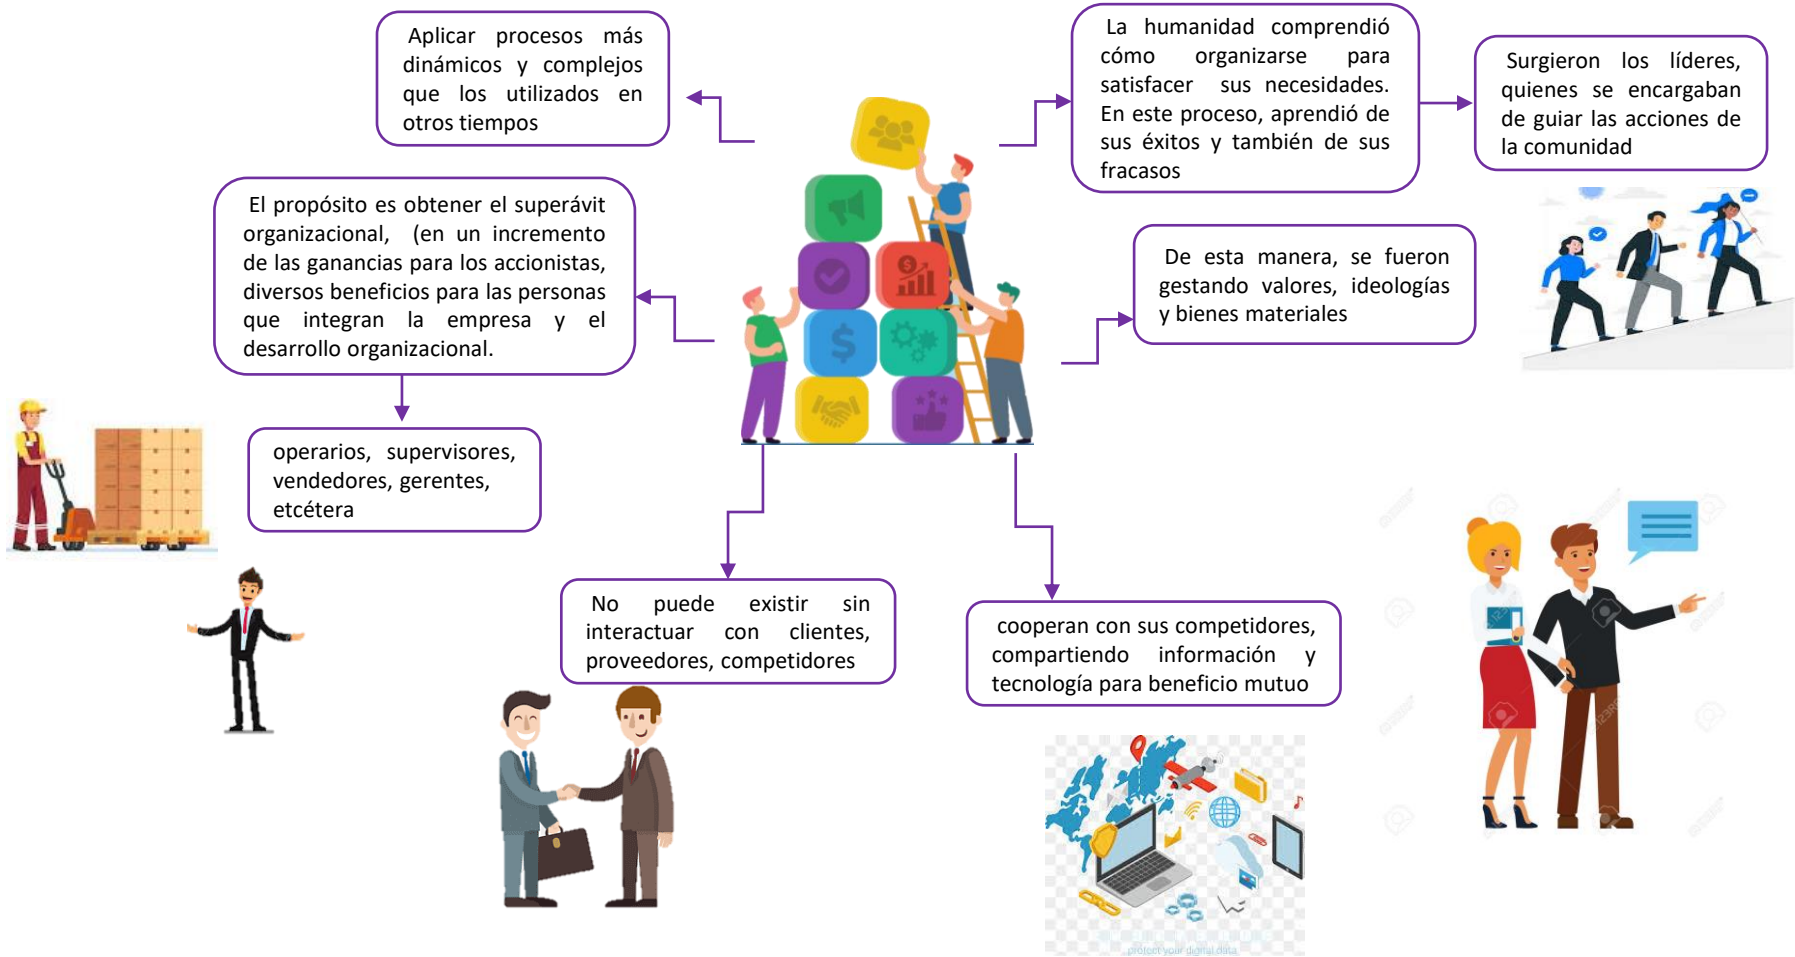 Aplicar procesos más
dinámicos y complejos
que los utilizados en
otros tiempos
La humanidad comprendió
cómo organizarse para
satisfacer sus necesidades.
En este proceso, aprendió de
sus éxitos y también de sus
fracasos
Surgieron los líderes,
quienes se encargaban
de guiar las acciones de
la comunidad
El propósito es obtener el superávit
organizacional, (en un incremento
de las ganancias para los accionistas,
diversos beneficios para las personas
que integran la empresa y el
desarrollo organizacional.
De esta manera, se fueron
gestando valores, ideologías
y bienes materiales
operarios, supervisores,
vendedores, gerentes,
etcétera
No puede existir sin
interactuar con clientes,
proveedores, competidores
cooperan con sus competidores,
compartiendo información y
tecnología para beneficio mutuo
protect your digital data